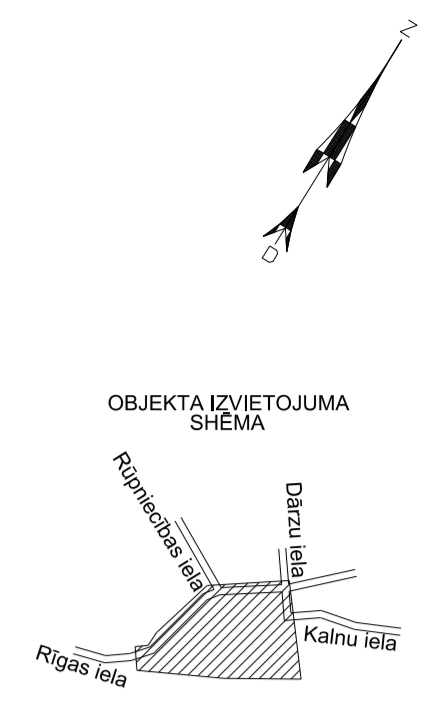 Z
D
OBJEKTA IZVIETOJUMA
SHĒMA
Rūpniecības iela
Dārzu iela
Rīgas iela
Kalnu iela